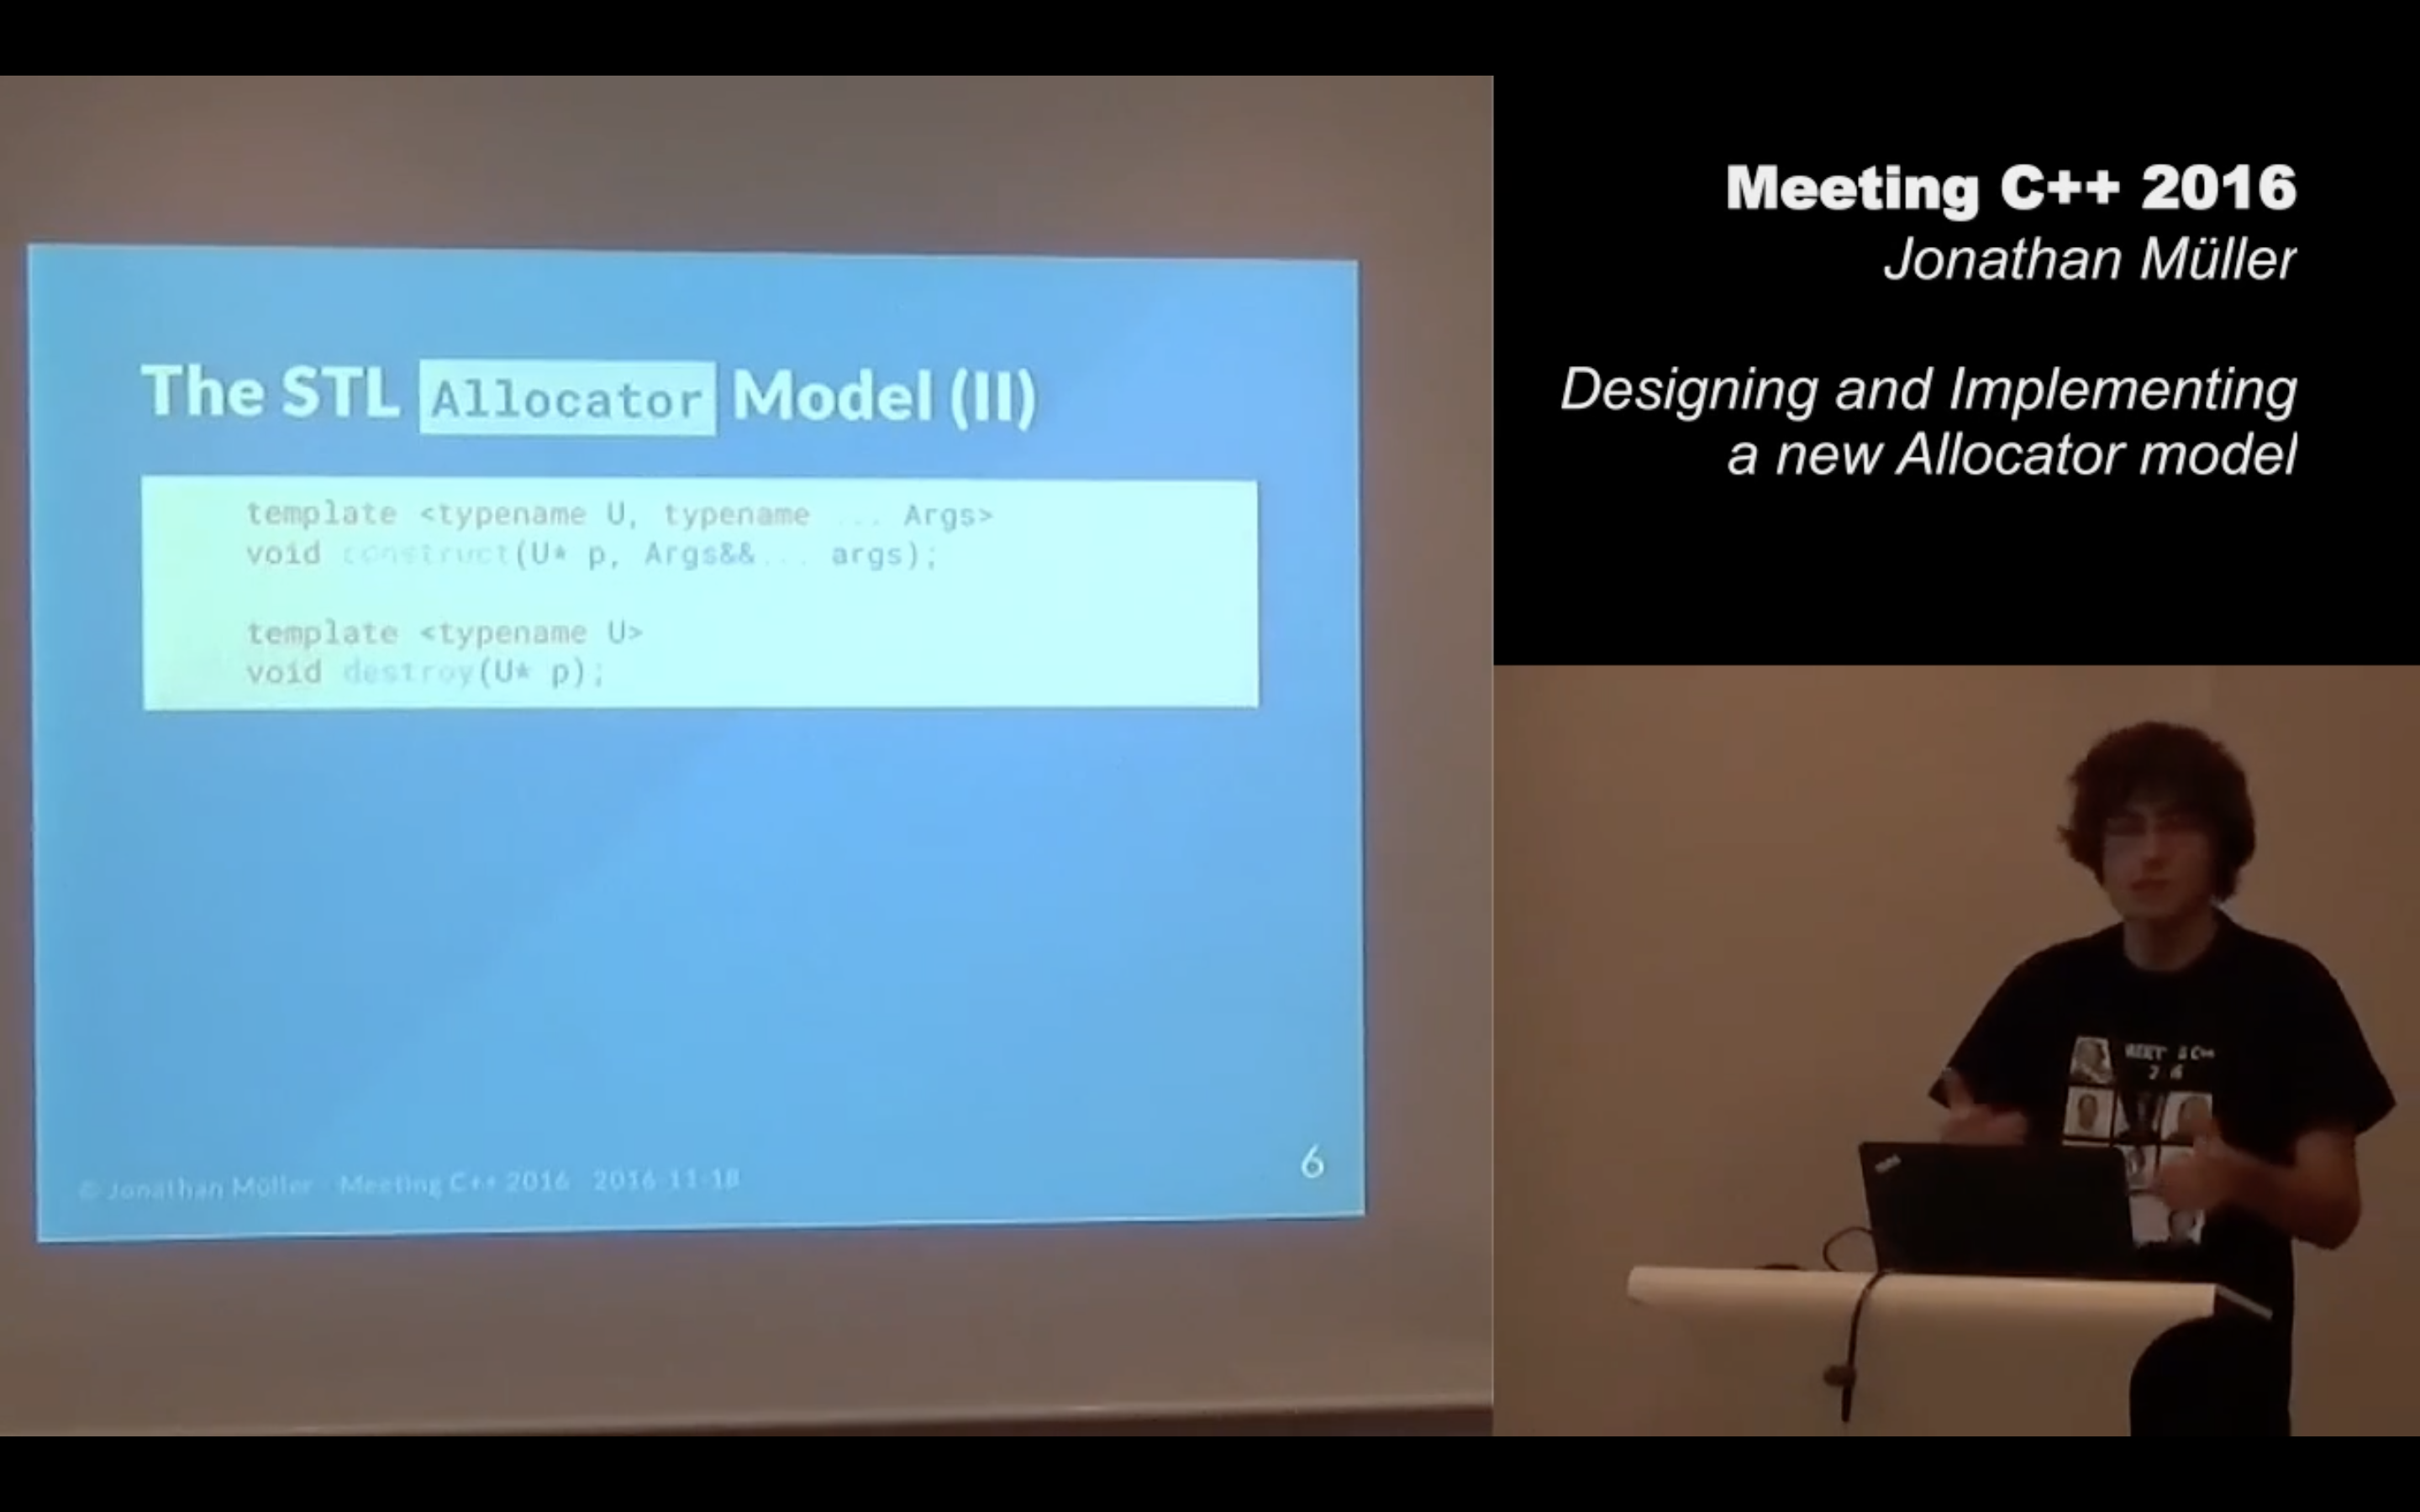 The STL Allocator Model (II)
template <typename U, typename ... Args>
void construct(U* p, Args&&... args);
template <typename U>
void destroy(U* p);
© Jonathan Müller - Meeting C++ 2016 2016-11-18
6
Meeting C++ 2016
Jonathan Müller
Designing and Implementing
a new Allocator model